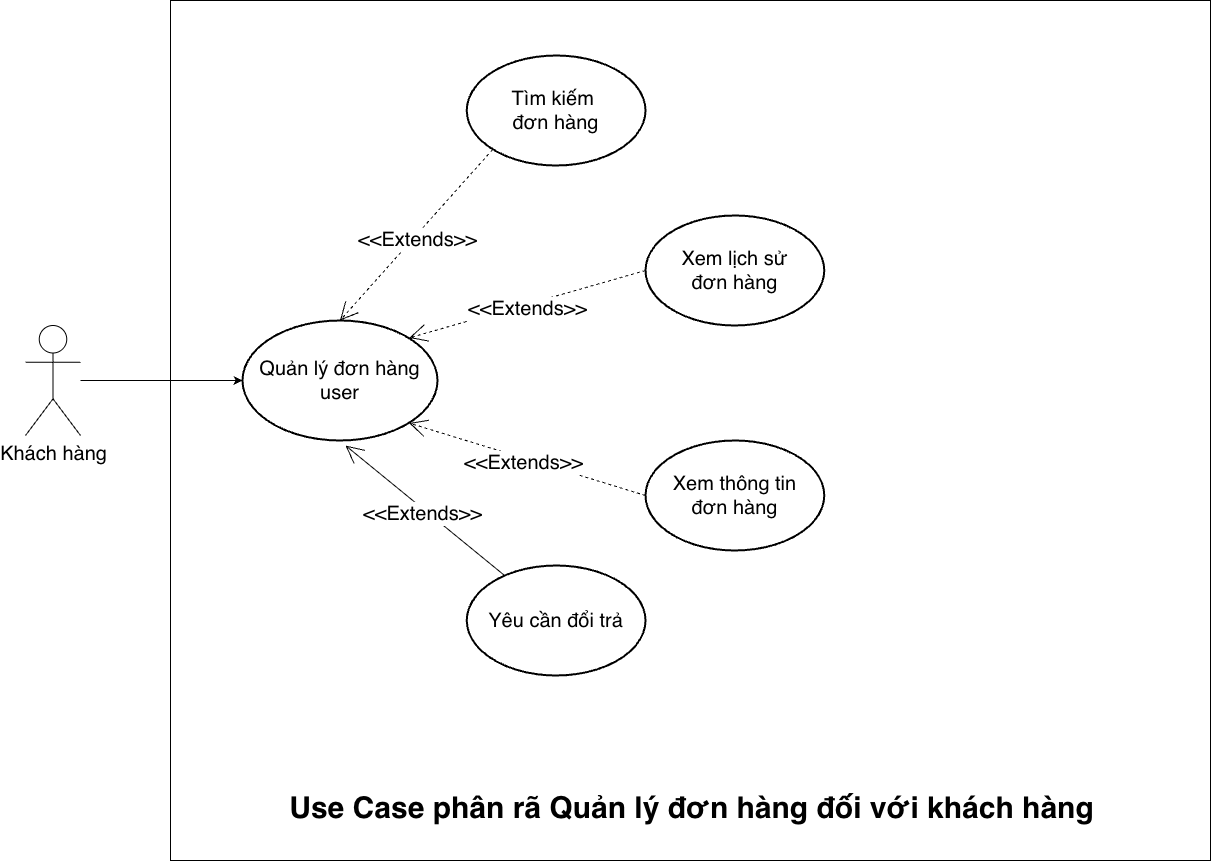 Tìm kiếm
đơn hàng
<<Extends>>
Xem lịch sử
đơn hàng
<<Extends>>
Quản lý đơn hàng
user
Khách hàng
<<Extends>>
Xem thông tin
đơn hàng
<<Extends>>
Yêu cần đổi trả
Use Case phân rã Quản lý đơn hàng đối với khách hàng